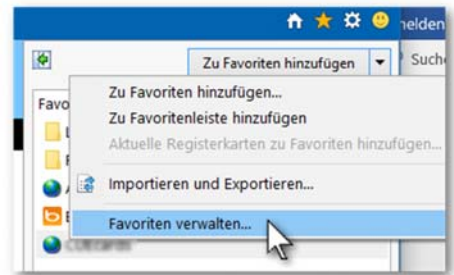 nelden
Zu Favoriten hinzufügen
Such
Favo
Zu Favoriten hinzufügen...
Zu Favoritenleiste hinzufügen
Aktuelle Registerkarten zu Favoriten hinzufügen...
Importieren und Exportieren...
Favoriten verwalten...